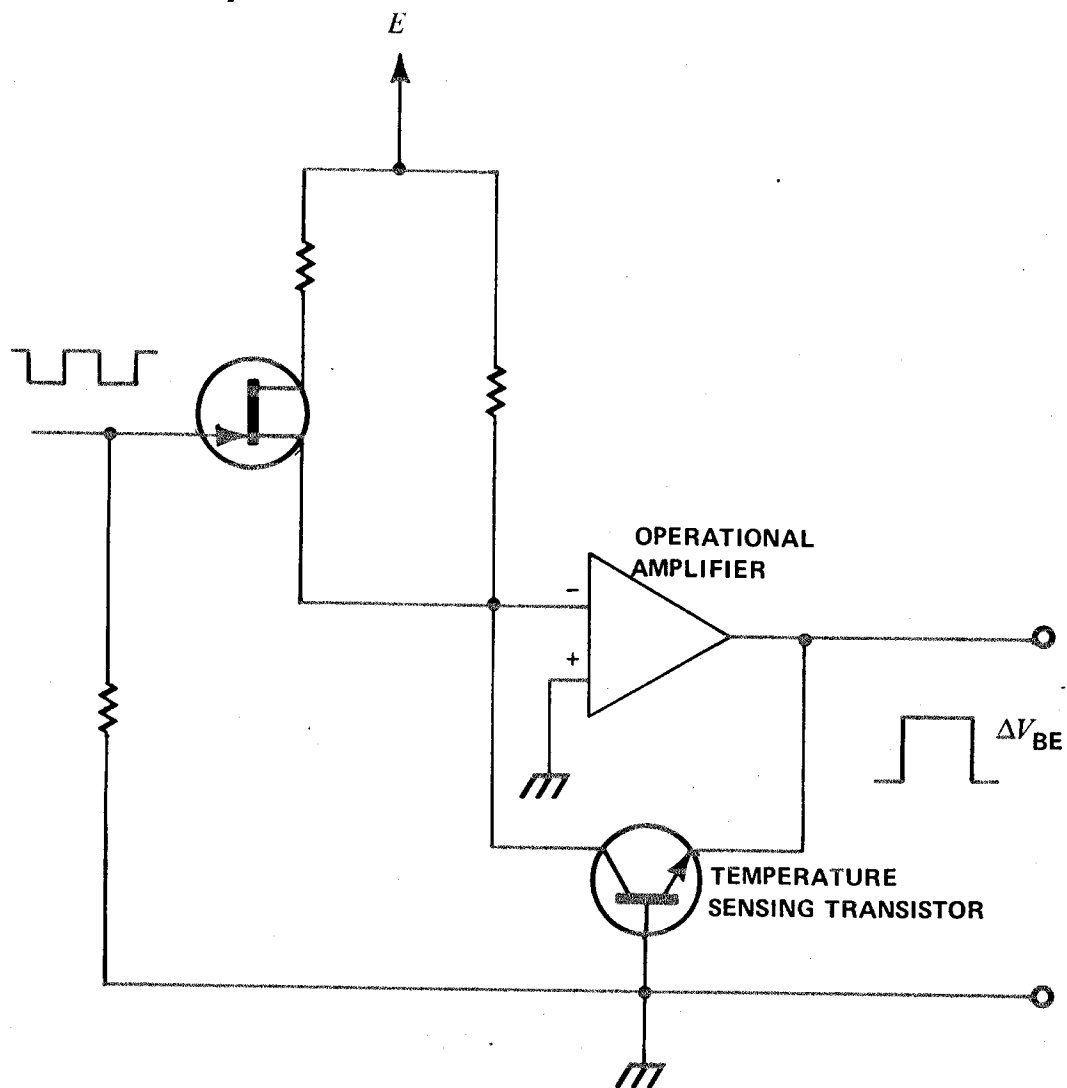 E
OPERATIONAL
AMPLIFIER
-
+
ΔVBE
TEMPERATURE
SENSING TRANSISTOR